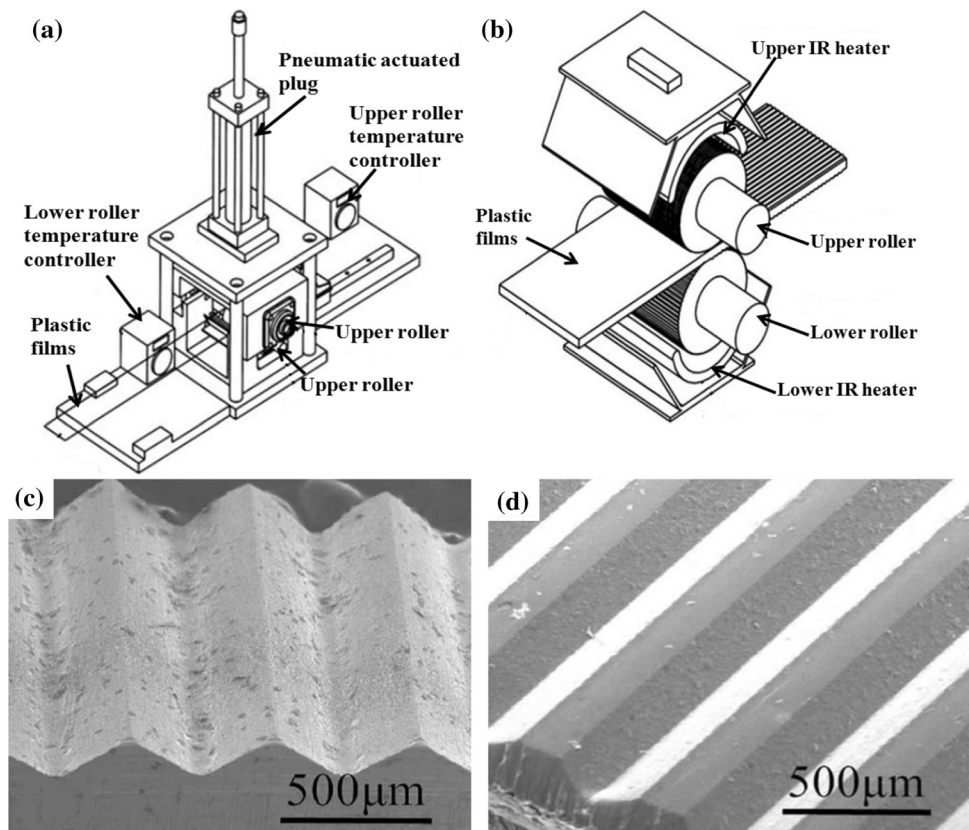 (a)
Pneumatic actuated
plug
Upper roller
temperature
controller
Lower roller
temperature
controller
Plastic
films
Upper roller
Upper roller
(b)
Upper IR heater
Plastic
films
Upper roller
Lower roller
Lower IR heater
(c)
500μm
(d)
500μm